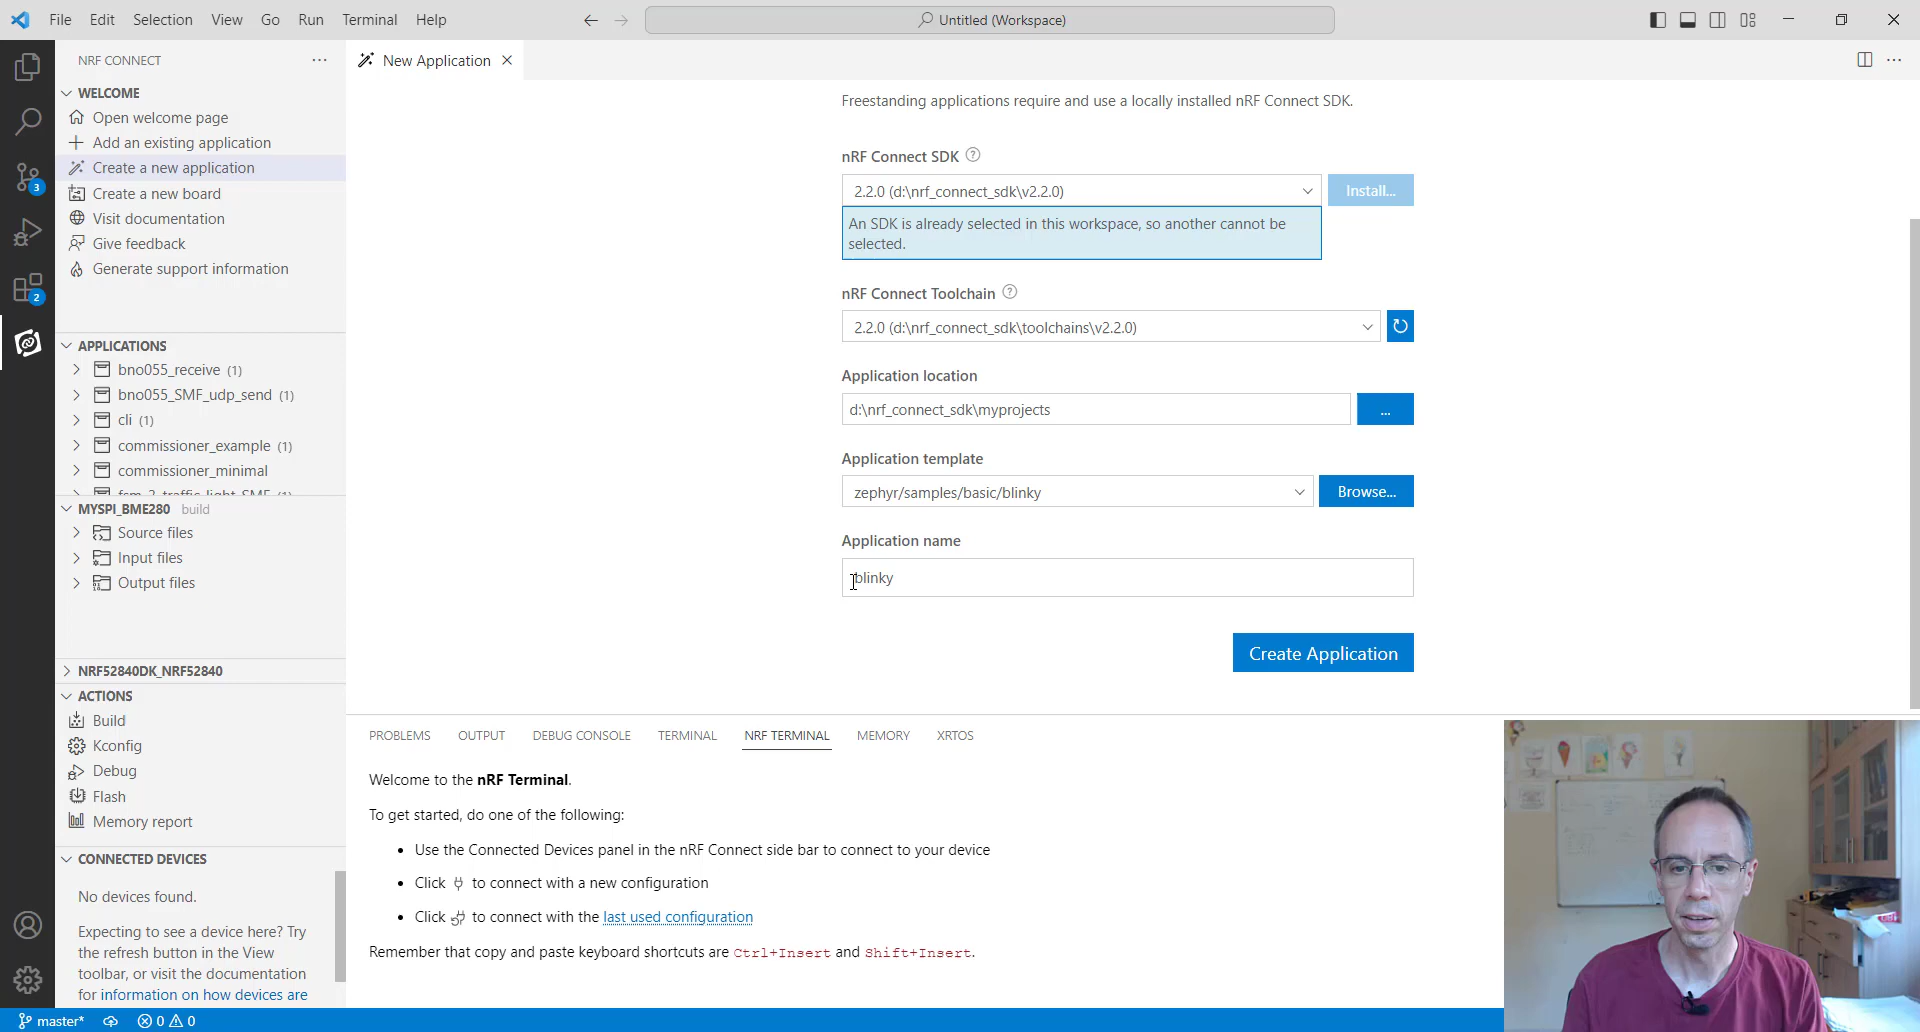 File Edit Selection View Go Run Terminal Help
Untitled (Workspace)
NRF CONNECT
WELCOME
Open welcome page
Add an existing application
Create a new application
Create a new board
Visit documentation
Give feedback
Generate support information
APPLICATIONS
bno055_receive (1)
bno055_SMF_udp_send (1)
cli (1)
commissioner_example (1)
commissioner_minimal
fsm_2_traffic_light_SMF (1)
MYSPI_BME280 build
Source files
Input files
Output files
NRF52840DK_NRF52840
ACTIONS
Build
Kconfig
Debug
Flash
Memory report
CONNECTED DEVICES
No devices found.
Expecting to see a device here? Try
the refresh button in the View
toolbar, or visit the documentation
for information on how devices are
3
2
New Application
Freestanding applications require and use a locally installed nRF Connect SDK.
nRF Connect SDK
2.2.0 (d:\nrf_connect_sdk\v2.2.0)
Install...
An SDK is already selected in this workspace, so another cannot be
selected.
nRF Connect Toolchain
2.2.0 (d:\nrf_connect_sdk\toolchains\v2.2.0)
Application location
d:\nrf_connect_sdk\myprojects
...
Application template
zephyr/samples/basic/blinky
Browse...
Application name
blinky
Create Application
PROBLEMS OUTPUT DEBUG CONSOLE TERMINAL NRF TERMINAL MEMORY XRTOS
Welcome to the nRF Terminal.
To get started, do one of the following:
• Use the Connected Devices panel in the nRF Connect side bar to connect to your device
• Click to connect with a new configuration
• Click to connect with the last used configuration
Remember that copy and paste keyboard shortcuts are Ctrl+Insert and Shift+Insert.
master* 0 0